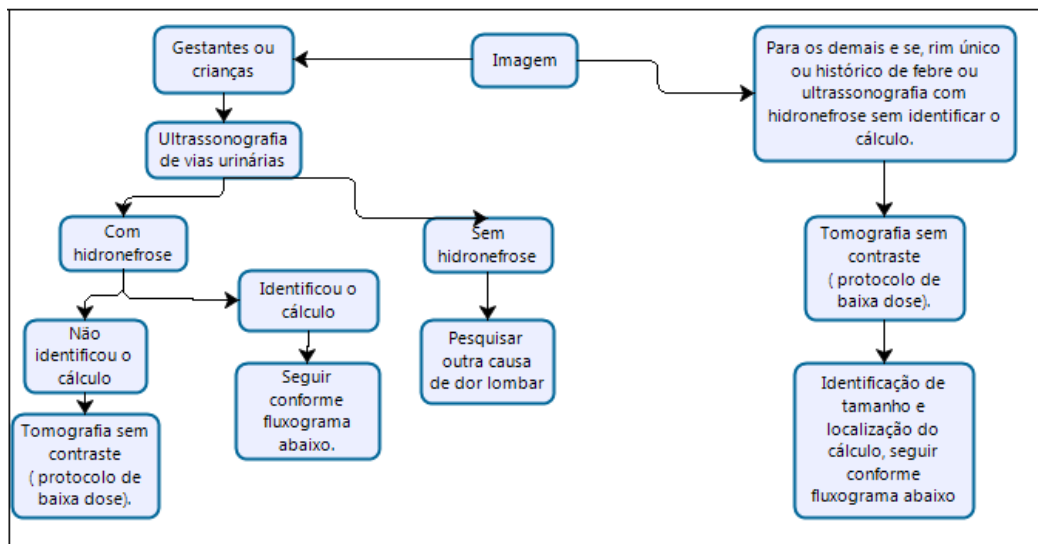 Gestantes ou
crianças
Imagem
Para os demais e se, rim único
ou histórico de febre ou
ultrassonografia com
hidronefrose sem identificar o
cálculo.
Ultrassonografia
de vias urinárias
Com
hidronefrose
Sem
hidronefrose
Tomografia sem
contraste
( protocolo de
baixa dose).
Identificou o
cálculo
Não
identificou o
cálculo
Pesquisar
outra causa
de dor lombar
Seguir
conforme
fluxograma
abaixo.
Identificação de
tamanho e
localização do
cálculo, seguir
conforme
fluxograma abaixo
Tomografia sem
contraste
( protocolo de
baixa dose).